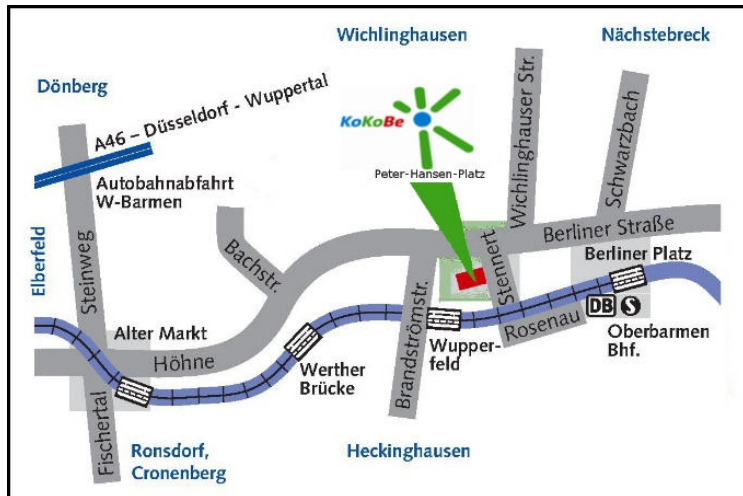 Wichlinghausen
Nächstebreck
Dönberg
A46 – Düsseldorf - Wuppertal
KoKoBe
Peter-Hansen-Platz
Wichlinghauser Str.
Schwarzbach
Autobahnabfahrt
W-Barmen
Elberfeld
Steinweg
Bachstr.
Berliner Straße
Stennert
Berliner Platz
Brandströmstr.
Rosenau
DB
S
Oberbarmen
Bhf.
Alter Markt
Höhne
Werther
Brücke
Wupper-
feld
Fischertal
Ronsdorf,
Cronenberg
Heckinghausen